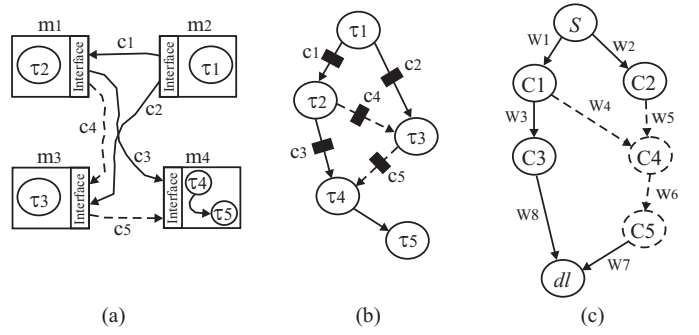 m1
c1
m2
τ2
Interface
Interface
τ1
c4
c2
m3
c3
m4
τ3
Interface
Interface
τ4
τ5
c5
(a)
τ1
c1
c2
τ2
c4
τ3
c3
c5
τ4
τ5
(b)
S
W1
W2
C1
C2
W3
W4
W5
C3
C4
W6
W8
C5
W7
dl
(c)